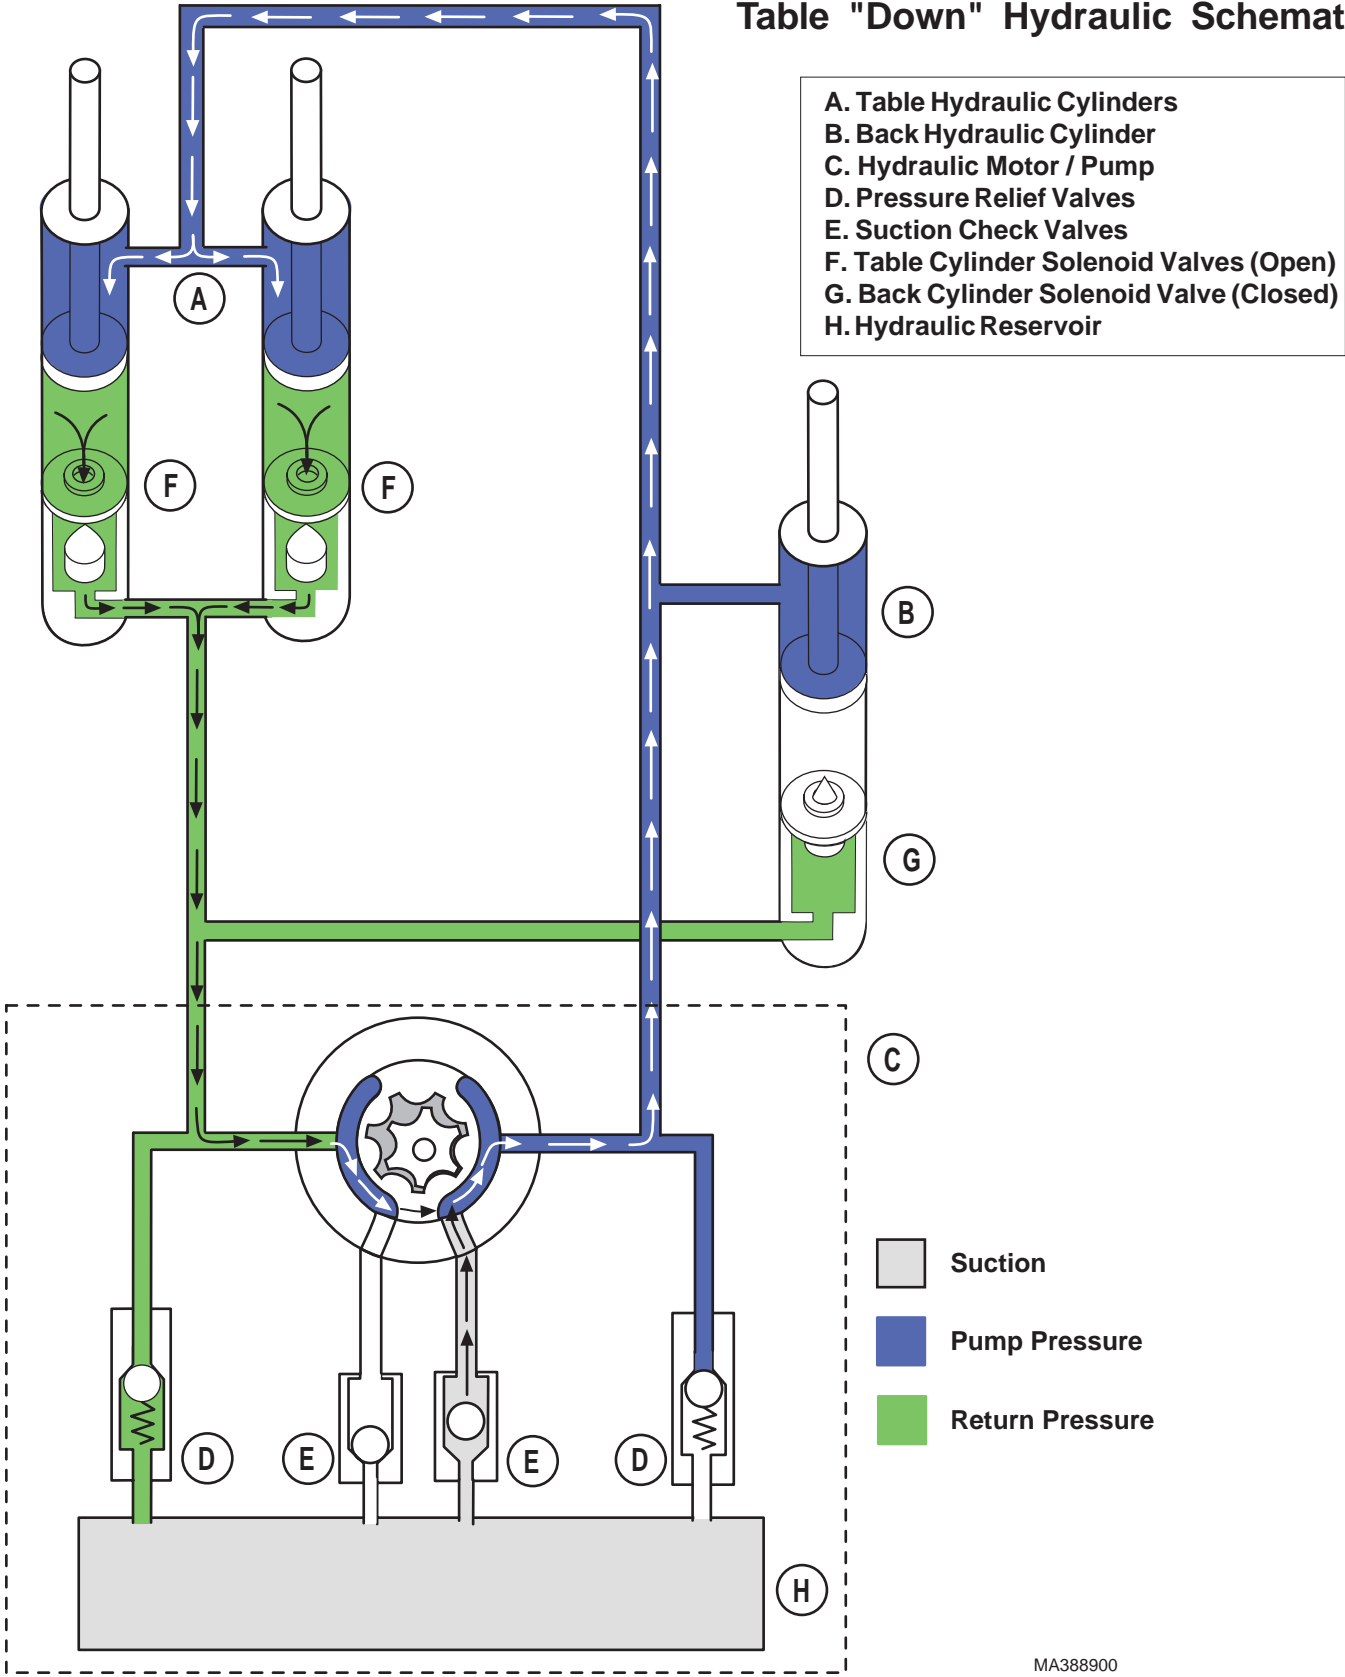 Table "Down" Hydraulic Schemat
A. Table Hydraulic Cylinders
B. Back Hydraulic Cylinder
C. Hydraulic Motor / Pump
D. Pressure Relief Valves
E. Suction Check Valves
F. Table Cylinder Solenoid Valves (Open)
G. Back Cylinder Solenoid Valve (Closed)
H. Hydraulic Reservoir
A
F
F
B
G
C
Suction
Pump Pressure
Return Pressure
D
E
E
D
H
MA388900